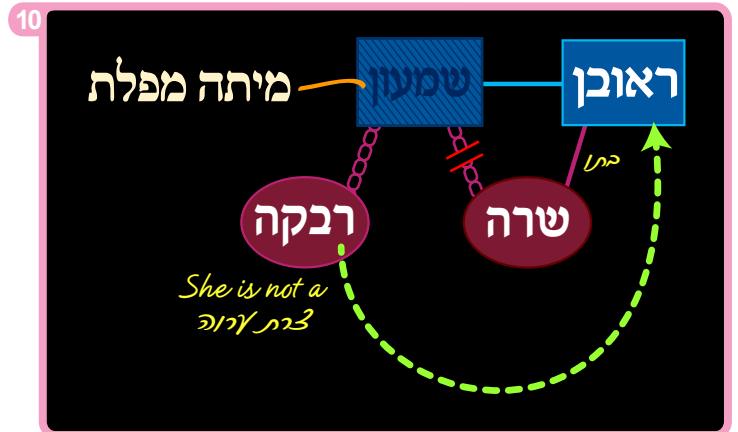 10
מיתה מפלת
שמעון
ראובן
בתו
רבקה
שרה
She is not a
צרת ערוה